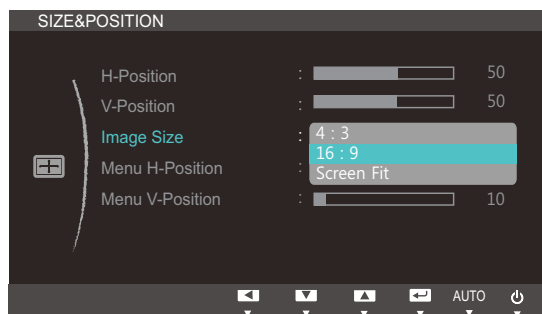 SIZE&POSITION
H-Position : 50
V-Position : 50
Image Size : 4 : 3
16 : 9
Screen Fit
Menu H-Position :
Menu V-Position : 10
AUTO